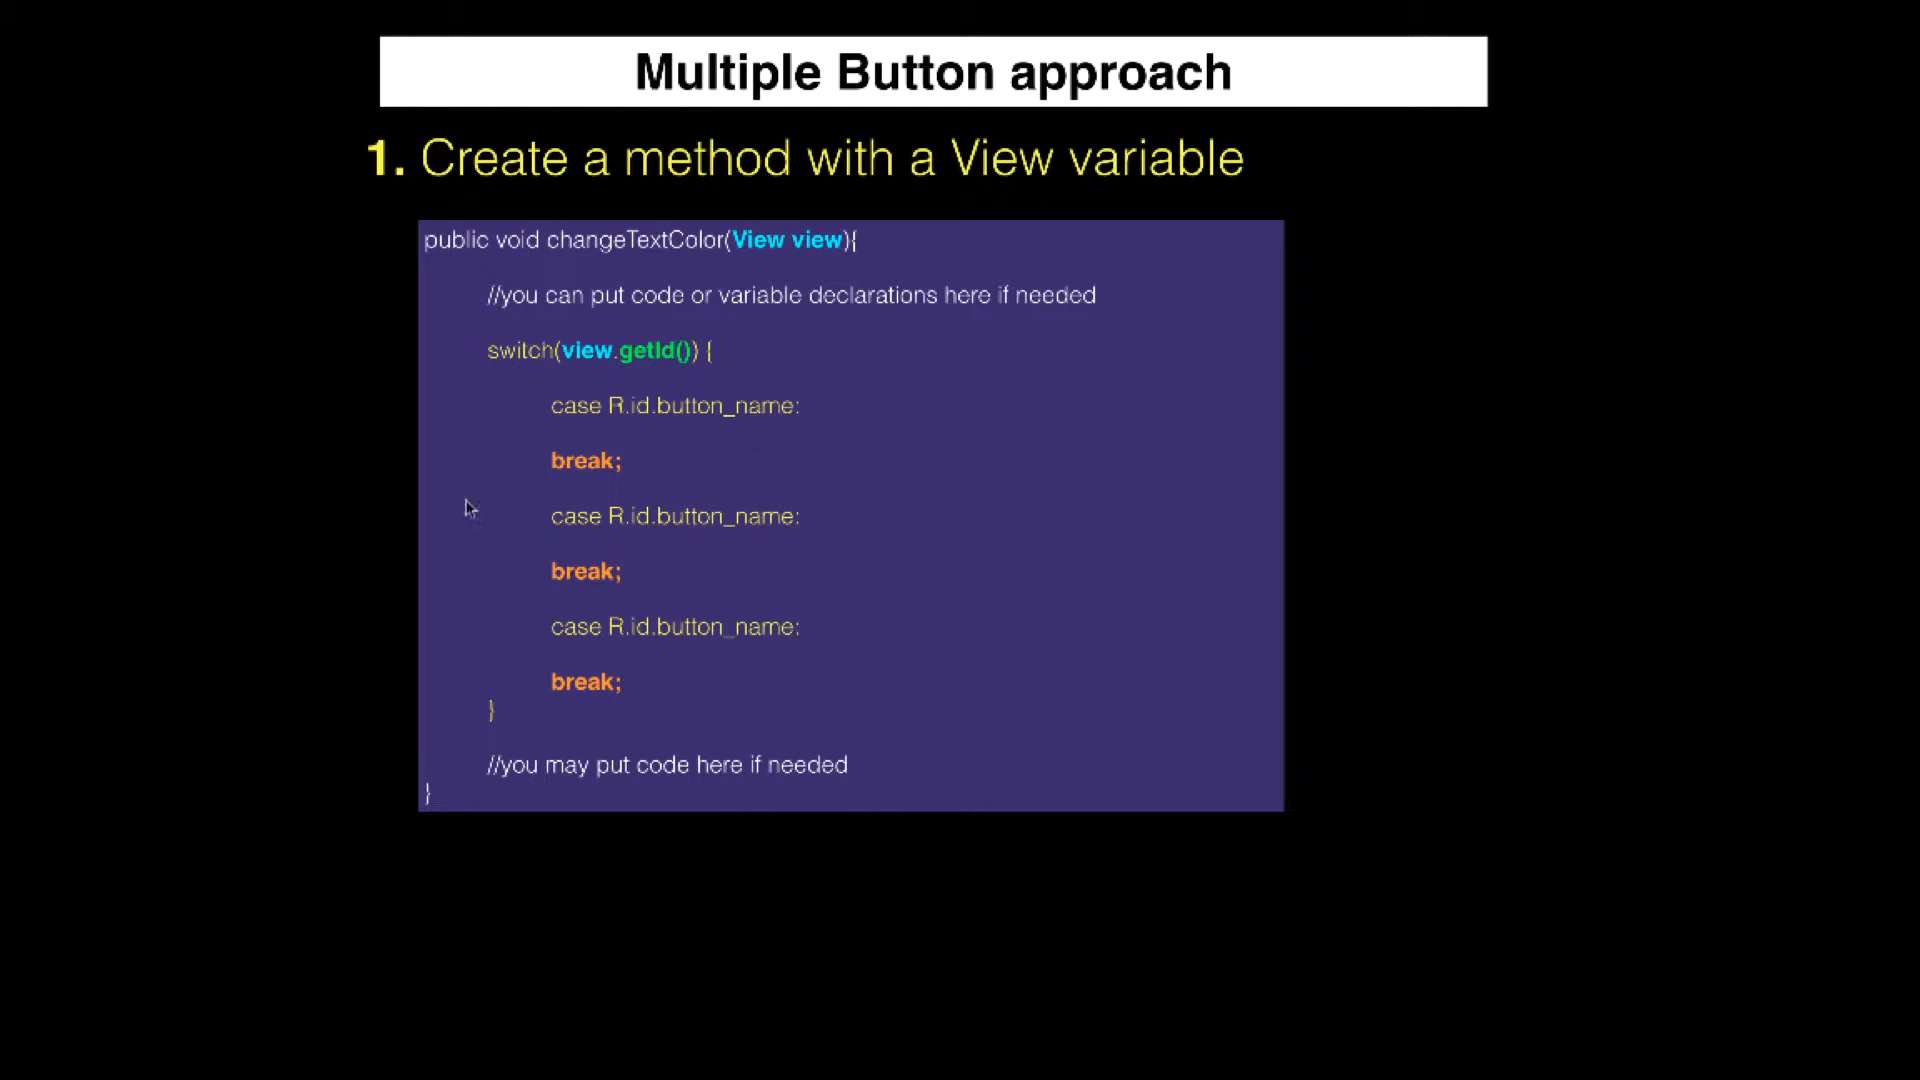 Multiple Button approach
1. Create a method with a View variable
public void changeTextColor(View view){
//you can put code or variable declarations here if needed
switch(view.getId()) {
case R.id.button_name:
break;
case R.id.button_name:
break;
case R.id.button_name:
break;
}
//you may put code here if needed
}